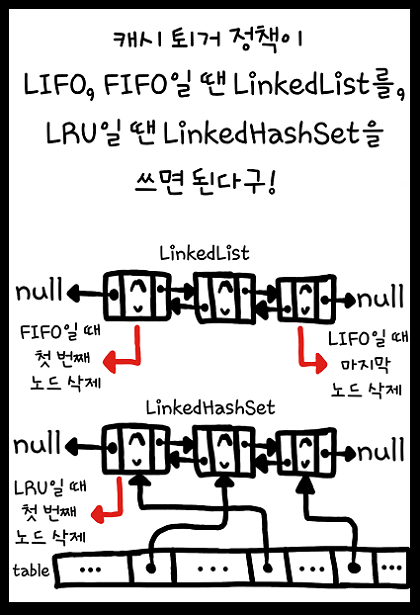 캐시 퇴거 정책이
LIFO, FIFO일 땐 LinkedList를,
LRU일 땐 LinkedHashSet을
쓰면 된다구!
LinkedList
null
null
FIFO일 때
첫 번째
노드 삭제
LIFO일 때
마지막
노드 삭제
LinkedHashSet
null
null
LRU일 때
첫 번째
노드 삭제
table
...
...
...
...